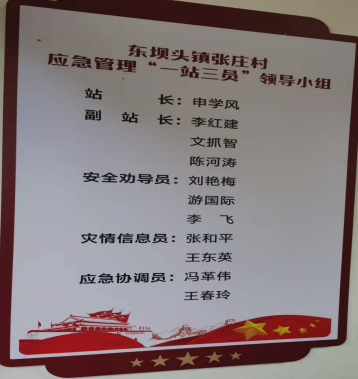 东坝头镇张庄村
应急管理“一站三员”领导小组
站 长：申学风
副 站 长：李红建
文抓智
陈河涛
安全劝导员：刘艳梅
游国际
李 飞
灾情信息员：张和平
王东英
应急协调员：冯革伟
王春玲